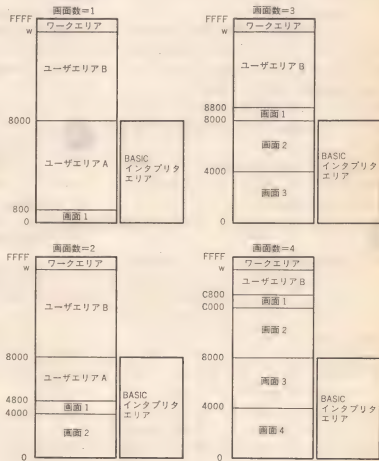 画面数=1
FFFF
ワークエリア
w
ユーザエリアB
8000
ユーザエリアA
BASIC
インタプリタ
エリア
800
画面1
0
画面数=3
FFFF
ワークエリア
w
ユーザエリアB
8800
画面1
8000
画面2
BASIC
インタプリタ
エリア
4000
画面3
0
画面数=2
FFFF
ワークエリア
w
ユーザエリアB
8000
ユーザエリアA
BASIC
インタプリタ
エリア
4800
画面1
4000
画面2
0
画面数=4
FFFF
ワークエリア
w
ユーザエリアB
C800
画面1
C000
画面2
8000
画面3
BASIC
インタプリタ
エリア
4000
画面4
0